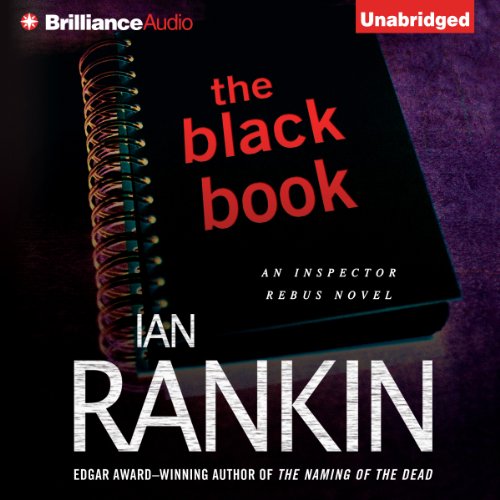 BrillianceAudio
Unabridged
the
black
book
AN INSPECTOR
REBUS NOVEL
IAN
RANKIN
EDGAR AWARD–WINNING AUTHOR OF THE NAMING OF THE DEAD